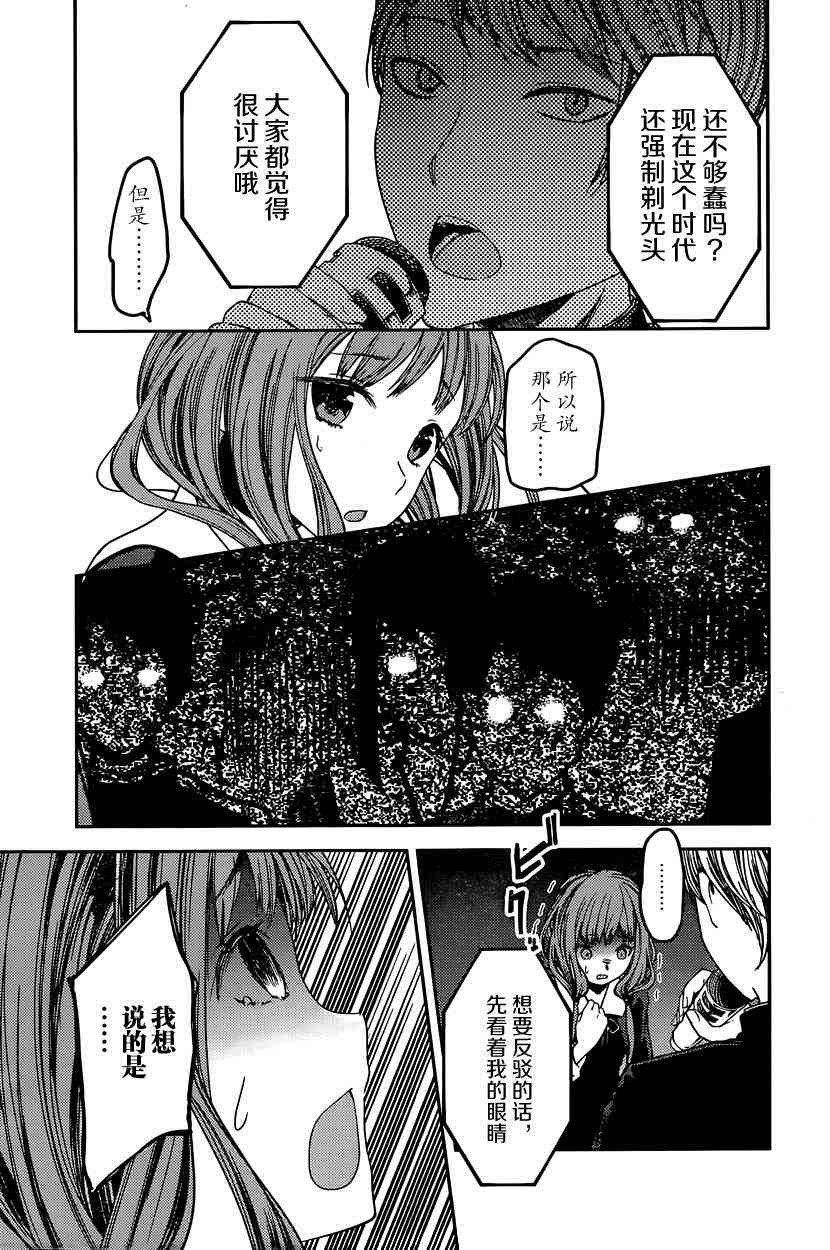 还不够蠢吗？
现在这个时代
还强制剃光头
大家都觉得
很讨厌哦
但是………
所以说
那个是……
………
想要反驳的话，
先看着我的眼睛
我想
说的是
……